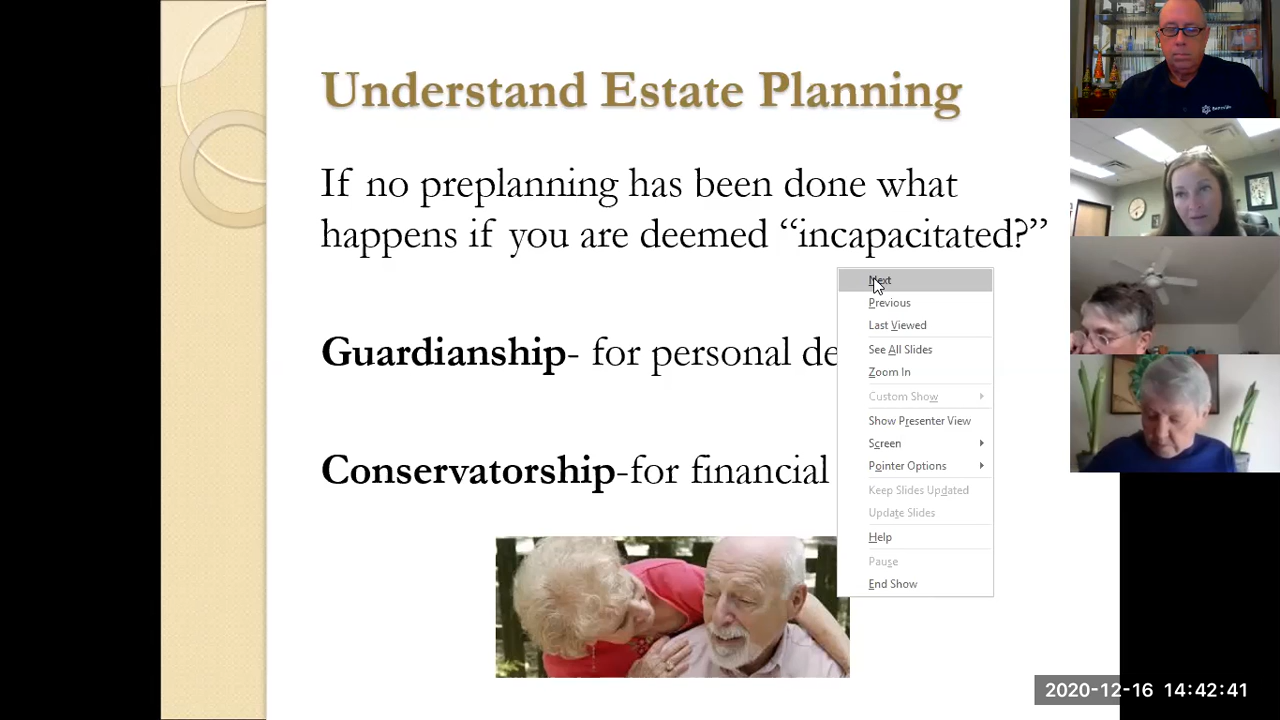 Understand Estate Planning
If no preplanning has been done what
happens if you are deemed “incapacitated?”
Guardianship- for personal de
Conservatorship-for financial
Next
Previous
Last Viewed
See All Slides
Zoom In
Custom Show
Show Presenter View
Screen
Pointer Options
Keep Slides Updated
Update Slides
Help
Pause
End Show
2020-12-16 14:42:41